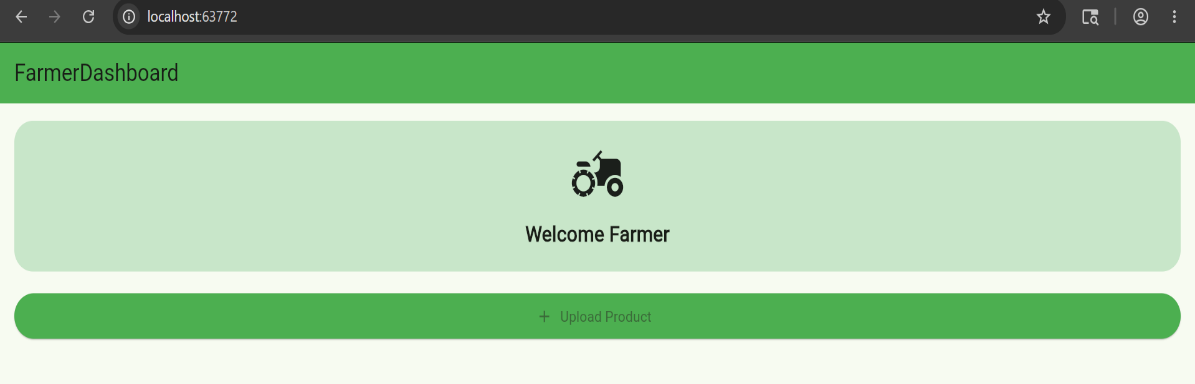 localhost:63772
FarmerDashboard
Welcome Farmer
Upload Product